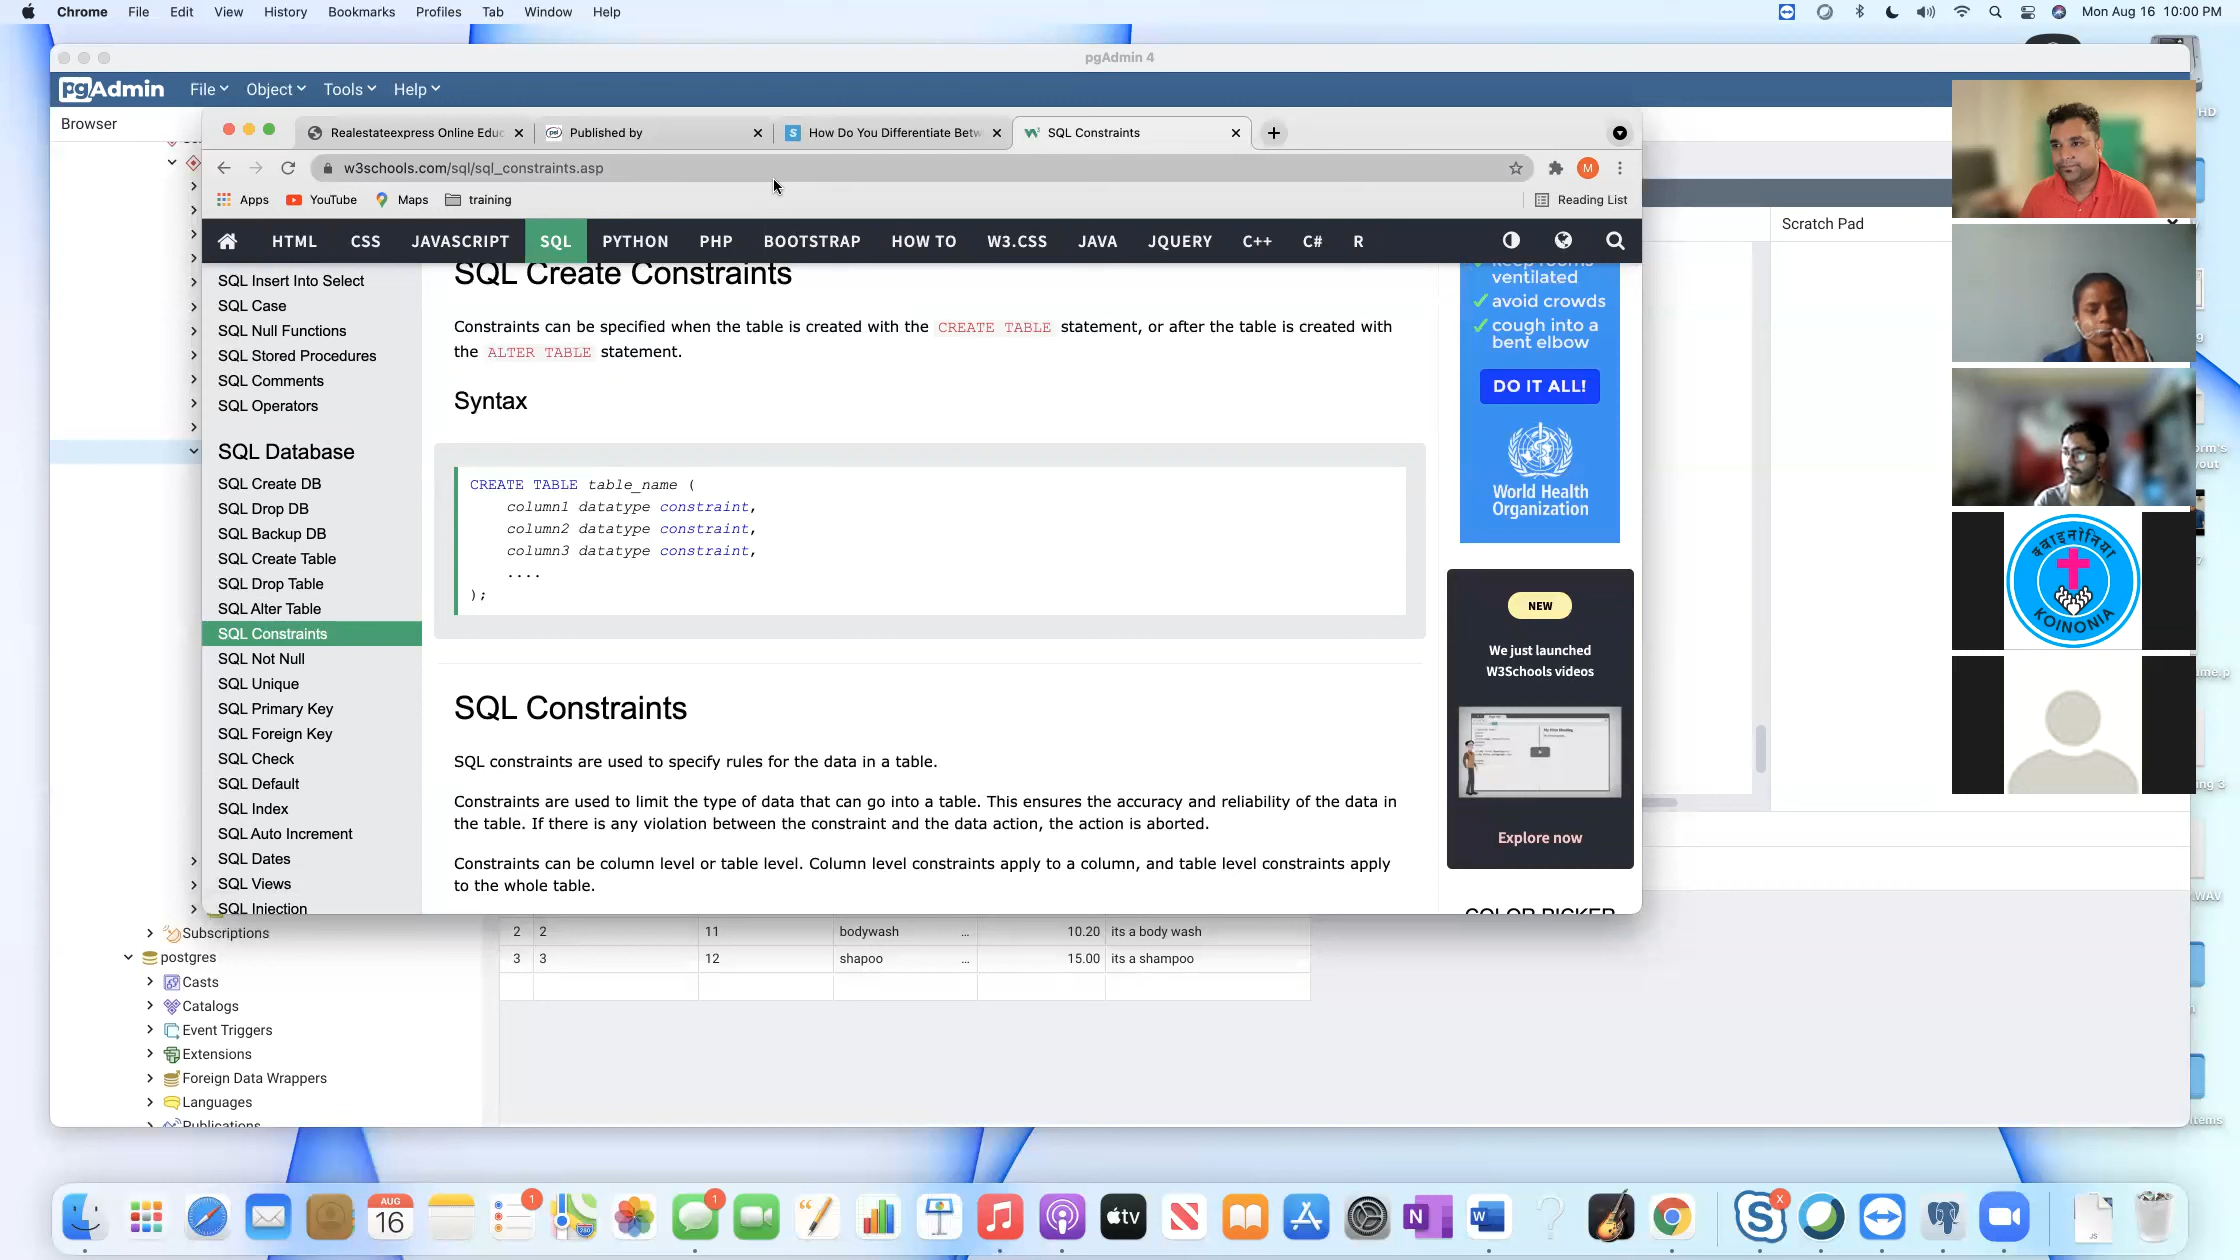 Chrome File Edit View History Bookmarks Profiles Tab Window Help
Mon Aug 16 10:00 PM
pgAdmin 4
pgAdmin File Object Tools Help
Browser
Realestateexpress Online Educ
Published by
How Do You Differentiate Betw
SQL Constraints
w3schools.com/sql/sql_constraints.asp
M
Apps YouTube Maps training
Reading List
HTML CSS JAVASCRIPT SQL PYTHON PHP BOOTSTRAP HOW TO W3.CSS JAVA JQUERY C++ C# R
Scratch Pad
SQL Insert Into Select
SQL Case
SQL Null Functions
SQL Stored Procedures
SQL Comments
SQL Operators
SQL Database
SQL Create DB
SQL Drop DB
SQL Backup DB
SQL Create Table
SQL Drop Table
SQL Alter Table
SQL Constraints
SQL Not Null
SQL Unique
SQL Primary Key
SQL Foreign Key
SQL Check
SQL Default
SQL Index
SQL Auto Increment
SQL Dates
SQL Views
SQL Injection
SQL Create Constraints
Constraints can be specified when the table is created with the CREATE TABLE statement, or after the table is created with
the ALTER TABLE statement.
Syntax
CREATE TABLE table_name (
column1 datatype constraint,
column2 datatype constraint,
column3 datatype constraint,
....
);
SQL Constraints
SQL constraints are used to specify rules for the data in a table.
Constraints are used to limit the type of data that can go into a table. This ensures the accuracy and reliability of the data in
the table. If there is any violation between the constraint and the data action, the action is aborted.
Constraints can be column level or table level. Column level constraints apply to a column, and table level constraints apply
to the whole table.
keep rooms
ventilated
avoid crowds
cough into a
bent elbow
DO IT ALL!
World Health
Organization
NEW
We just launched
W3Schools videos
Explore now
COLOR PICKER
क्वाइनोनिया
KOINONIA
2 2 11 bodywash ... 10.20 its a body wash
3 3 12 shapoo ... 15.00 its a shampoo
Subscriptions
postgres
Casts
Catalogs
Event Triggers
Extensions
Foreign Data Wrappers
Languages
Publications
AUG
16
1
1
tv
N
W
S
X
JS